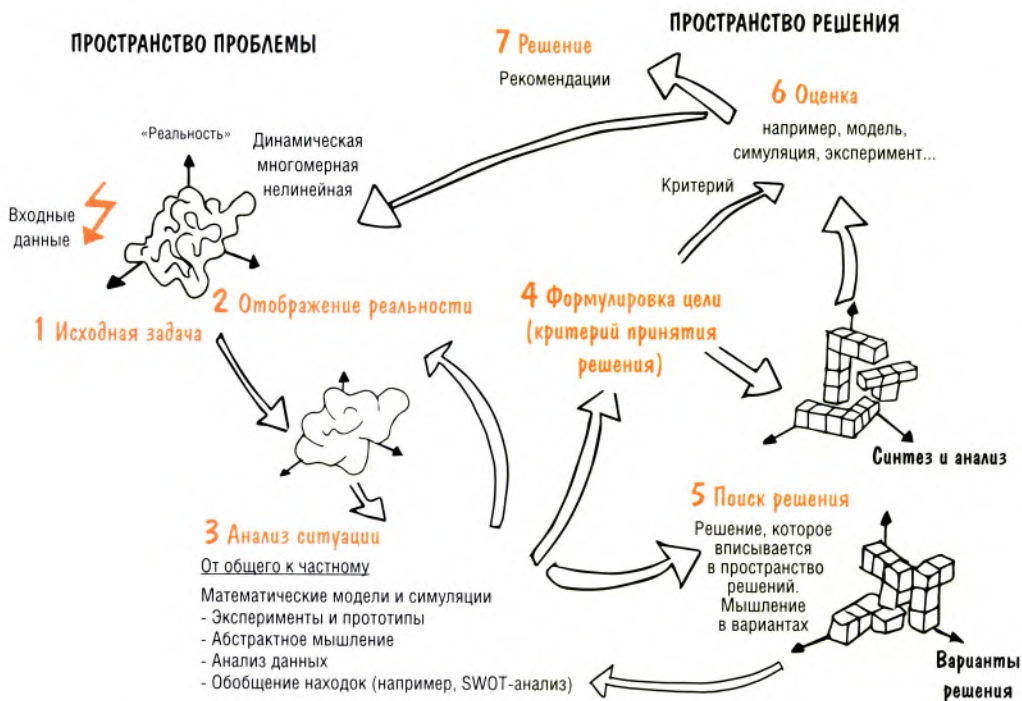 ПРОСТРАНСТВО ПРОБЛЕМЫ
ПРОСТРАНСТВО РЕШЕНИЯ
7 Решение
Рекомендации
6 Оценка
например, модель,
симуляция, эксперимент...
Критерий
«Реальность»
Динамическая
многомерная
нелинейная
Входные
данные
1 Исходная задача
2 Отображение реальности
4 Формулировка цели
(критерий принятия
решения)
Синтез и анализ
3 Анализ ситуации
От общего к частному
Математические модели и симуляции
- Эксперименты и прототипы
- Абстрактное мышление
- Анализ данных
- Обобщение находок (например, SWOT-анализ)
5 Поиск решения
Решение, которое
вписывается
в пространство
решений.
Мышление
в вариантах
Варианты
решения